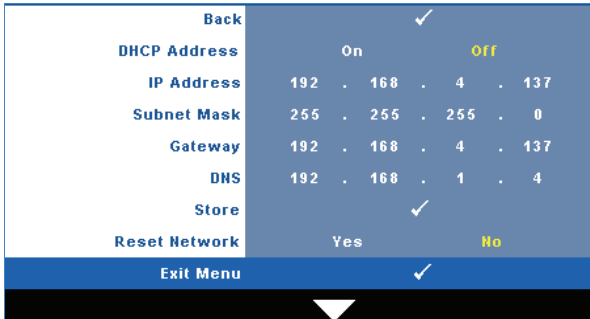 Back ✓
DHCP Address On Off
IP Address 192 . 168 . 4 . 137
Subnet Mask 255 . 255 . 255 . 0
Gateway 192 . 168 . 4 . 137
DNS 192 . 168 . 1 . 4
Store ✓
Reset Network Yes No
Exit Menu ✓